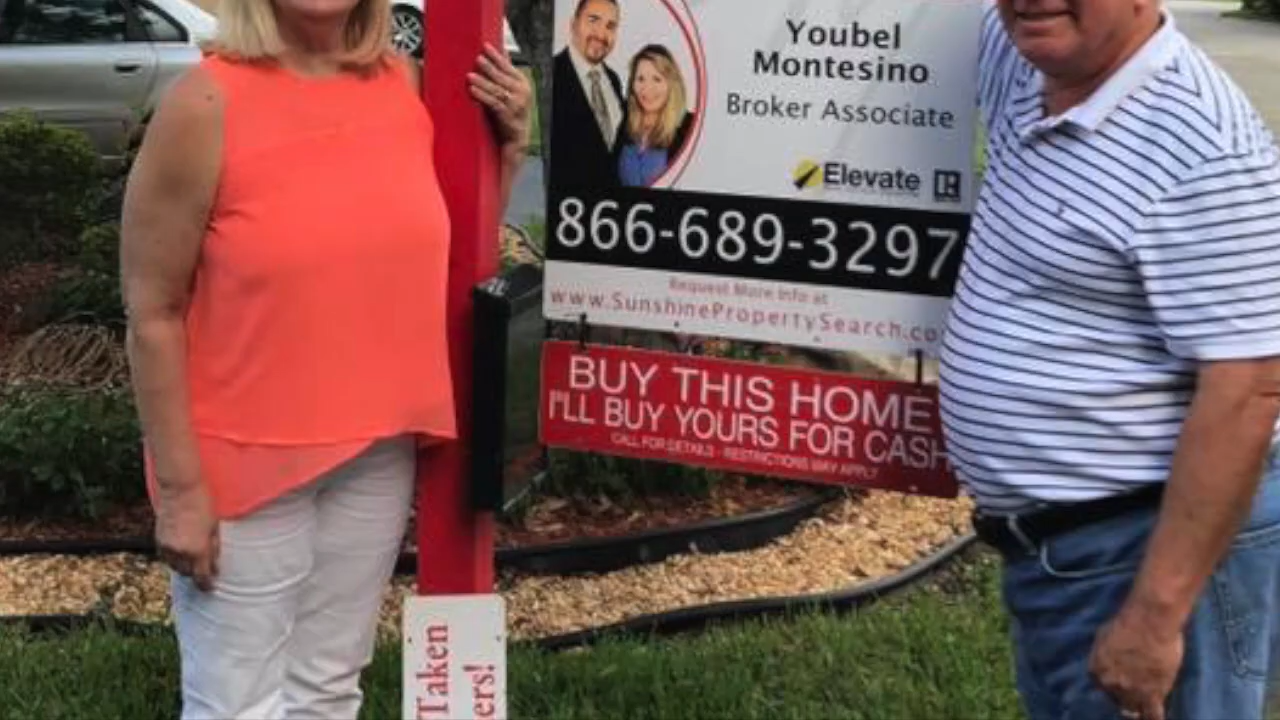 Youbel
Montesino
Broker Associate
Elevate
866-689-3297
Request More Info at
www.SunshinePropertySearch.co
BUY THIS HOME
I'LL BUY YOURS FOR CASH
CALL FOR DETAILS - RESTRICTIONS MAY APPLY
Taken
ers!